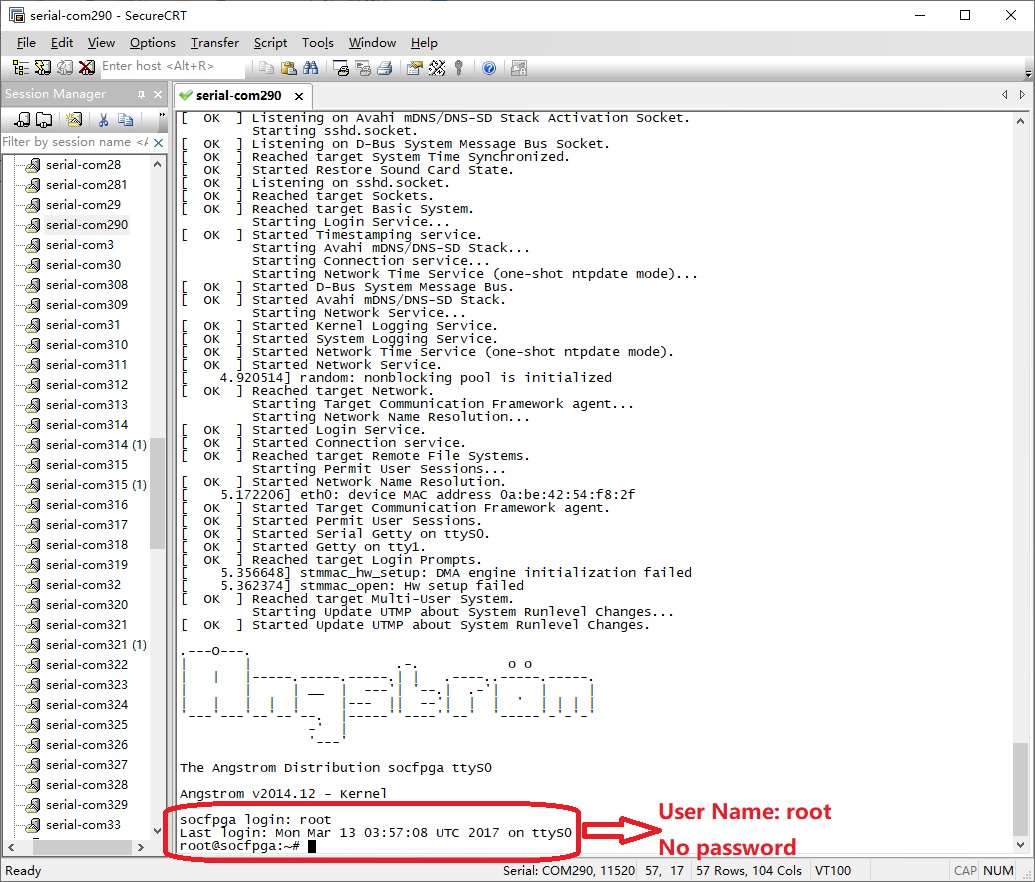 serial-com290 - SecureCRT
File Edit View Options Transfer Script Tools Window Help
Enter host <Alt+R>
Session Manager
serial-com290
Filter by session name <A
serial-com28
serial-com281
serial-com29
serial-com290
serial-com3
serial-com30
serial-com308
serial-com309
serial-com31
serial-com310
serial-com311
serial-com312
serial-com313
serial-com314
serial-com314 (1)
serial-com315
serial-com315 (1)
serial-com316
serial-com317
serial-com318
serial-com319
serial-com32
serial-com320
serial-com321
serial-com321 (1)
serial-com322
serial-com323
serial-com324
serial-com325
serial-com326
serial-com327
serial-com328
serial-com329
serial-com33
[  OK  ] Listening on Avahi mDNS/DNS-SD Stack Activation Socket.
Starting sshd.socket.
[  OK  ] Listening on D-Bus System Message Bus Socket.
[  OK  ] Reached target System Time Synchronized.
[  OK  ] Started Restore Sound Card State.
[  OK  ] Listening on sshd.socket.
[  OK  ] Reached target Sockets.
[  OK  ] Reached target Basic System.
Starting Login Service...
[  OK  ] Started Timestamping service.
Starting Avahi mDNS/DNS-SD Stack...
Starting Connection service...
Starting Network Time Service (one-shot ntpdate mode)...
[  OK  ] Started D-Bus System Message Bus.
[  OK  ] Started Avahi mDNS/DNS-SD Stack.
Starting Network Service...
[  OK  ] Started Kernel Logging Service.
[  OK  ] Started System Logging Service.
[  OK  ] Started Network Time Service (one-shot ntpdate mode).
[  OK  ] Started Network Service.
[    4.920514] random: nonblocking pool is initialized
[  OK  ] Reached target Network.
Starting Target Communication Framework agent...
Starting Network Name Resolution...
[  OK  ] Started Login Service.
[  OK  ] Started Connection service.
[  OK  ] Reached target Remote File Systems.
Starting Permit User Sessions...
[  OK  ] Started Network Name Resolution.
[    5.172206] eth0: device MAC address 0a:be:42:54:f8:2f
[  OK  ] Started Target Communication Framework agent.
[  OK  ] Started Permit User Sessions.
[  OK  ] Started Serial Getty on ttyS0.
[  OK  ] Started Getty on tty1.
[  OK  ] Reached target Login Prompts.
[    5.356648] stmmac_hw_setup: DMA engine initialization failed
[    5.362374] stmmac_open: Hw setup failed
[  OK  ] Reached target Multi-User System.
Starting Update UTMP about System Runlevel Changes...
[  OK  ] Started Update UTMP about System Runlevel Changes.
Angström
The Angstrom Distribution socfpga ttyS0
Angstrom v2014.12 - Kernel
socfpga login: root
Last login: Mon Mar 13 03:57:08 UTC 2017 on ttyS0
root@socfpga:~#
User Name: root
No password
Ready
Serial: COM290, 11520 57, 17 57 Rows, 104 Cols VT100 CAP NUM